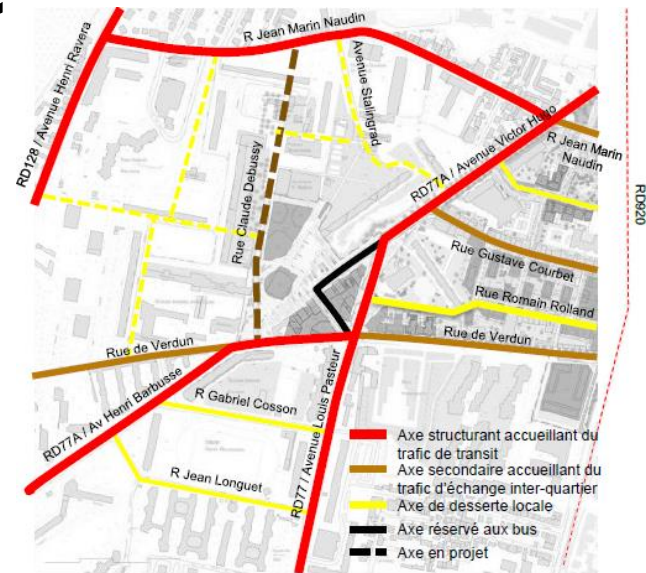 R Jean Marin Naudin
RD128 / Avenue Henri Ravera
Avenue Stalingrad
RD77A / Avenue Victor Hugo
R Jean Marin
Naudin
RD920
Rue Claude Debussy
Rue Gustave Courbet
Rue Romain Rolland
Rue de Verdun
Rue de Verdun
RD77A / Av Henri Barbusse
R Gabriel Cosson
RD77 / Avenue Louis Pasteur
R Jean Longuet
Axe structurant accueillant du
trafic de transit
Axe secondaire accueillant du
trafic d'échange inter-quartier
Axe de desserte locale
Axe réservé aux bus
Axe en projet